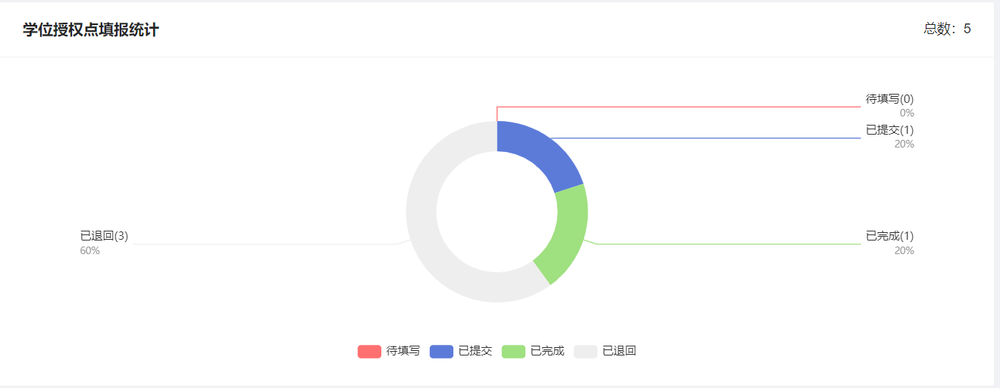 学位授权点填报统计
总数：5
待填写(0)
0%
已提交(1)
20%
已退回(3)
60%
已完成(1)
20%
待填写 已提交 已完成 已退回